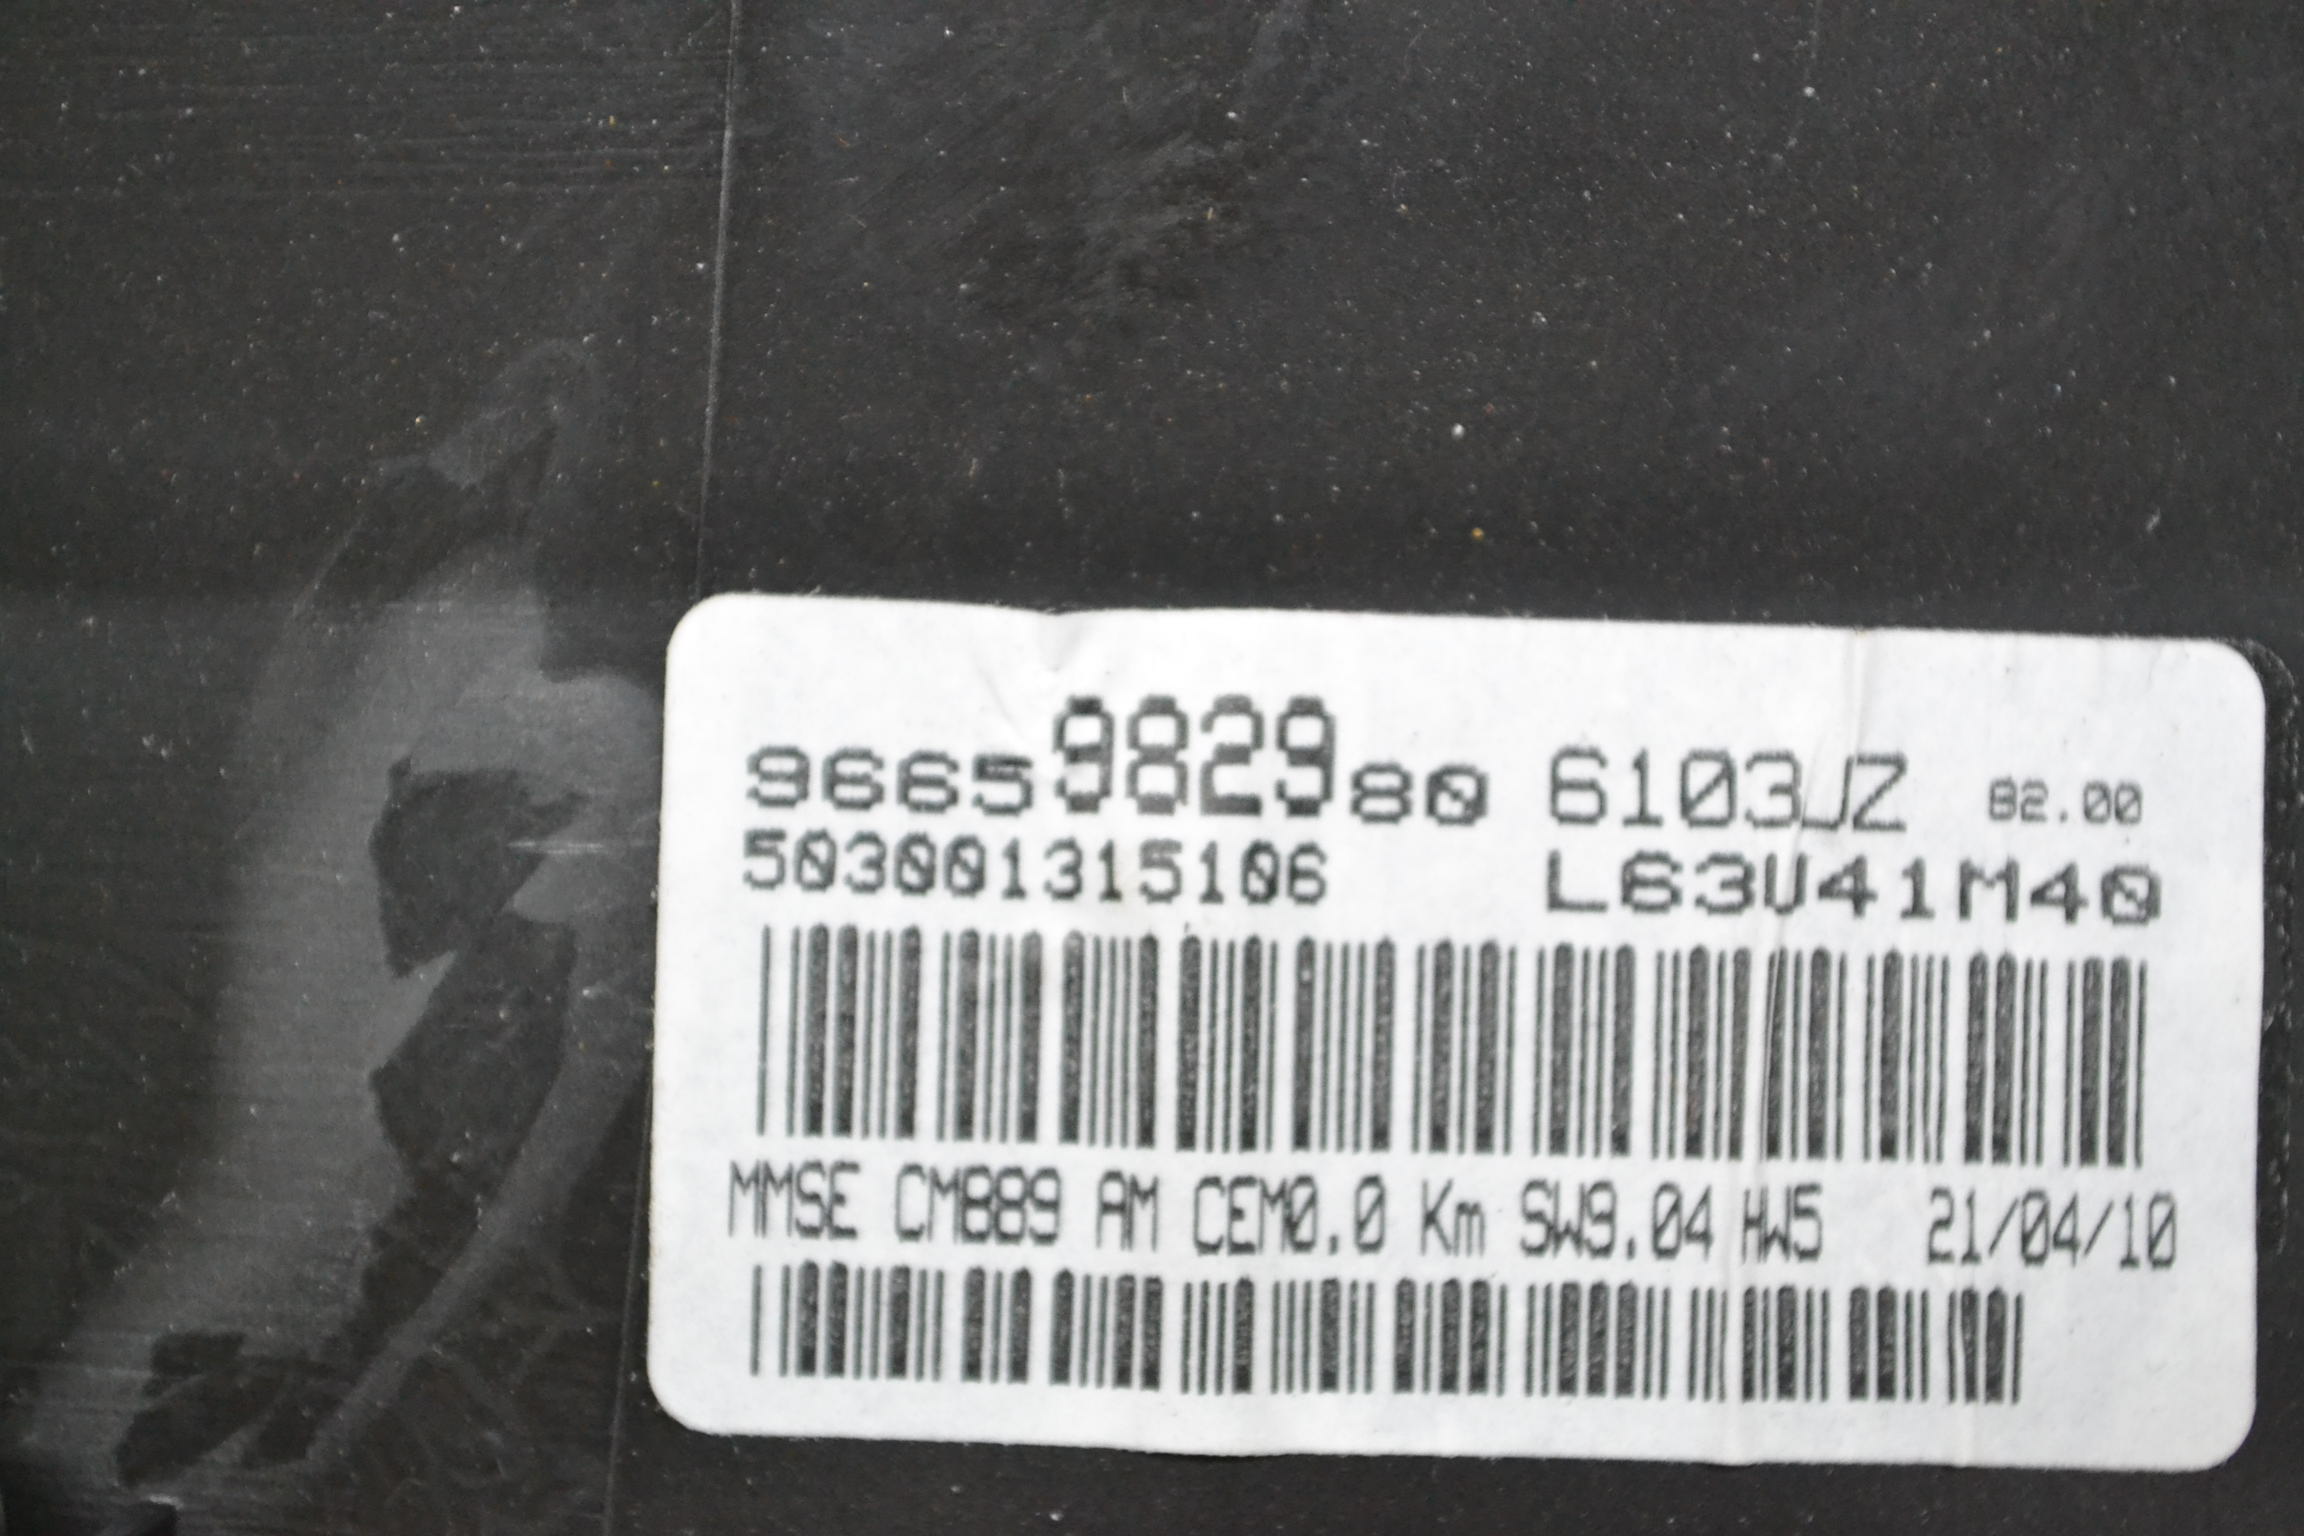 9665982980 6103JZ 82.00
503001315106 L63V41M40
MMSE CM889 AM CEM0.0 Km SW9.04 HW5 21/04/10